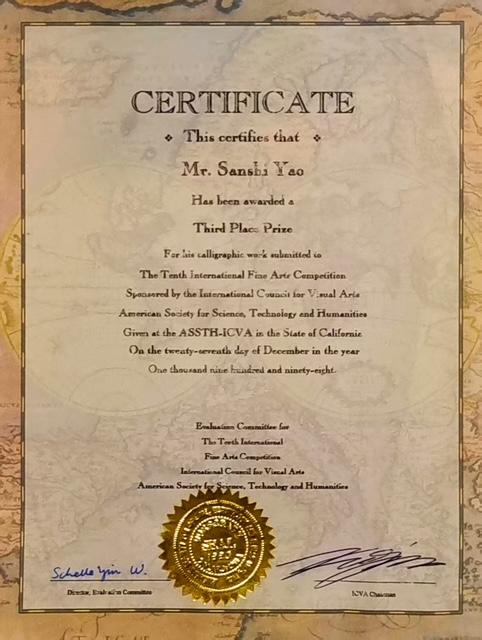 CERTIFICATE
This certifies that
Mr. Sanshi Yao
Has been awarded a
Third Place Prize
For his calligraphic work submitted to
The Tenth International Fine Arts Competition
Sponsored by the International Council for Visual Arts
American Society for Science, Technology and Humanities
Given at the ASSTH-ICVA in the State of California
On the twenty-seventh day of December in the year
One thousand nine hundred and ninety-eight.
Evaluation Committee for
The Tenth International
Fine Arts Competition
International Council for Visual Arts
American Society for Science, Technology and Humanities
W.
Director, Evaluation Committee
ICVA Chairman